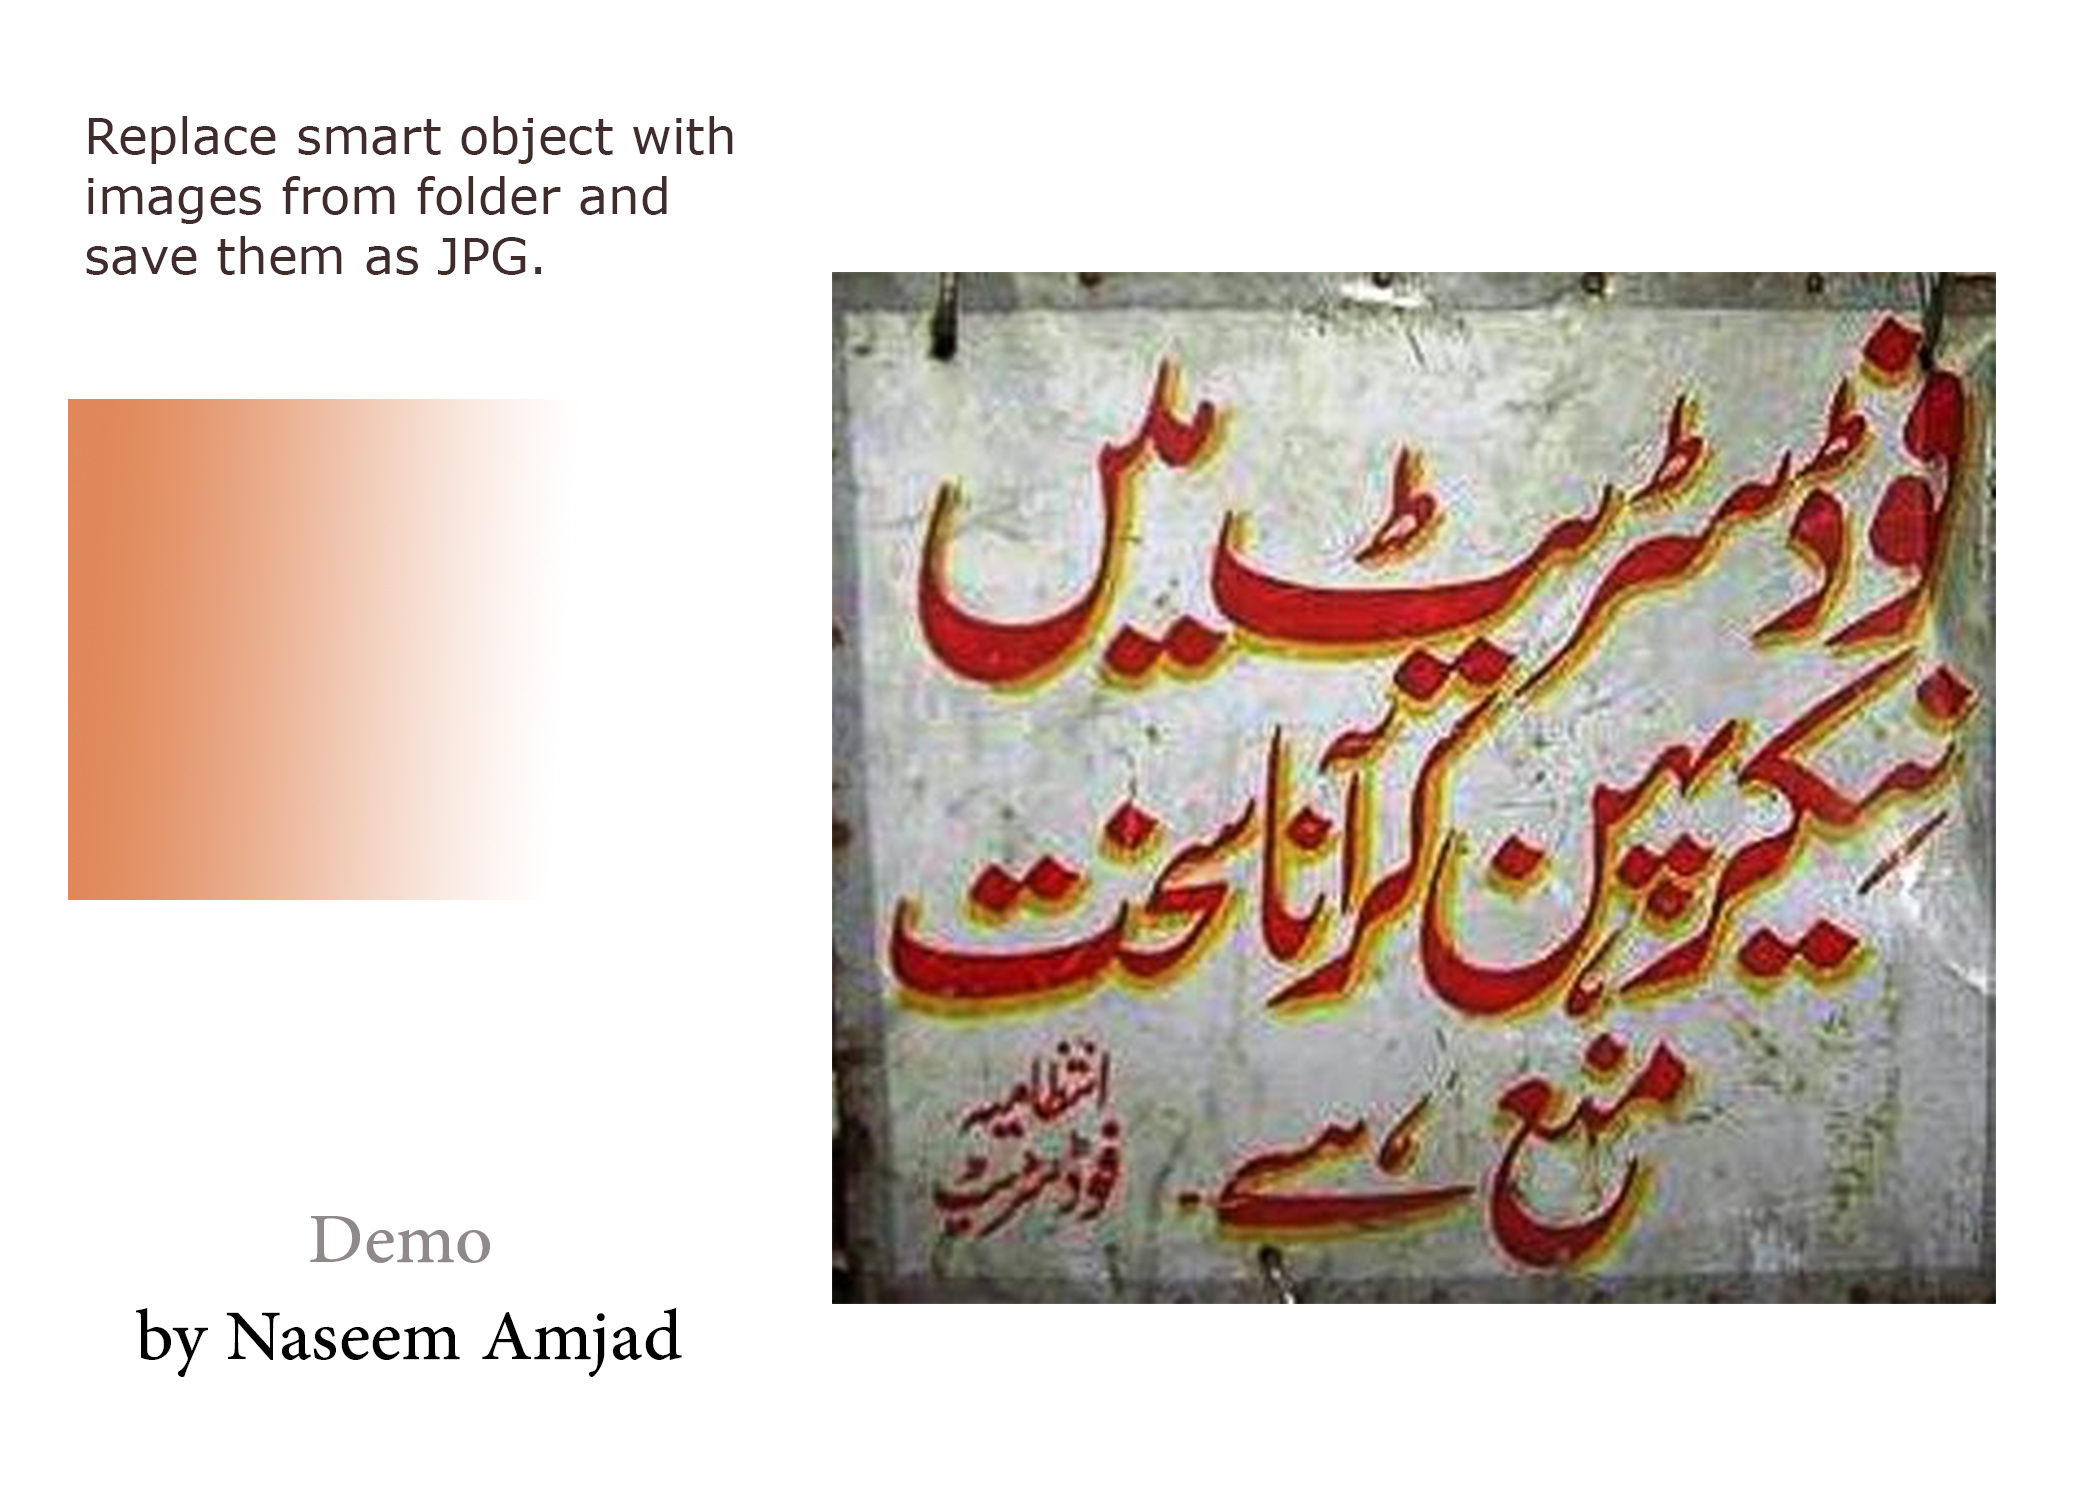 Replace smart object with
images from folder and
save them as JPG.
فوڈ سٹریٹ میں
نیکر پہن کر آنا سخت
منع ہے۔
انتظامیہ
فوڈ سٹریٹ
Demo
by Naseem Amjad